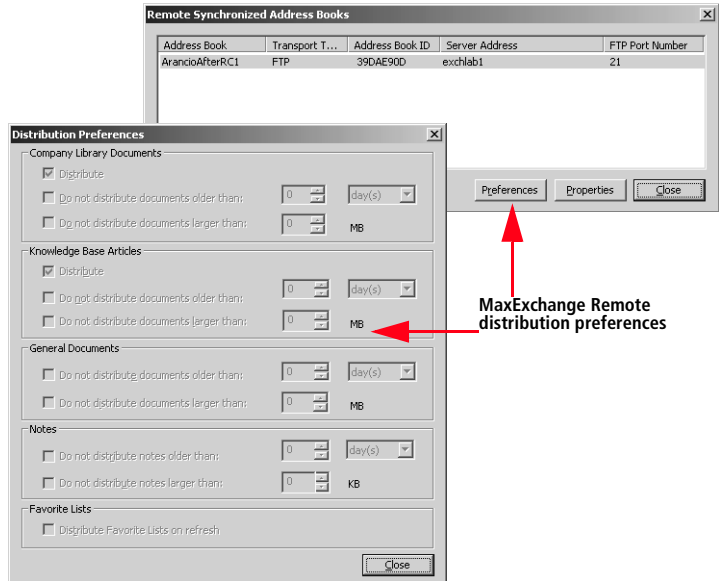 Remote Synchronized Address Books
Address Book Transport T... Address Book ID Server Address FTP Port Number
ArancioAfterRC1 FTP 39DAE90D exchlab1 21
Preferences Properties Close
Distribution Preferences
Company Library Documents
Distribute
Do not distribute documents older than: 0 day(s)
Do not distribute documents larger than: 0 MB
Knowledge Base Articles
Distribute
Do not distribute documents older than: 0 day(s)
Do not distribute documents larger than: 0 MB
General Documents
Do not distribute documents older than: 0 day(s)
Do not distribute documents larger than: 0 MB
Notes
Do not distribute notes older than: 0 day(s)
Do not distribute notes larger than: 0 KB
Favorite Lists
Distribute Favorite Lists on refresh
Close
MaxExchange Remote
distribution preferences